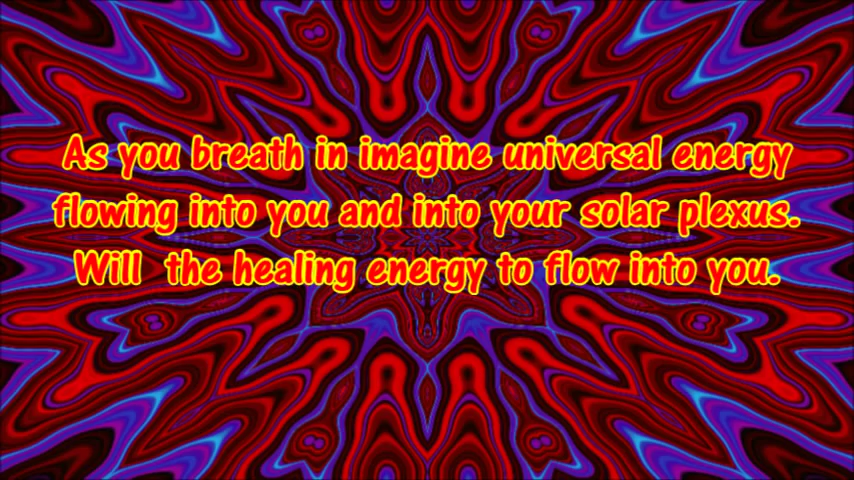 As you breath in imagine universal energy
flowing into you and into your solar plexus.
Will  the healing energy to flow into you.